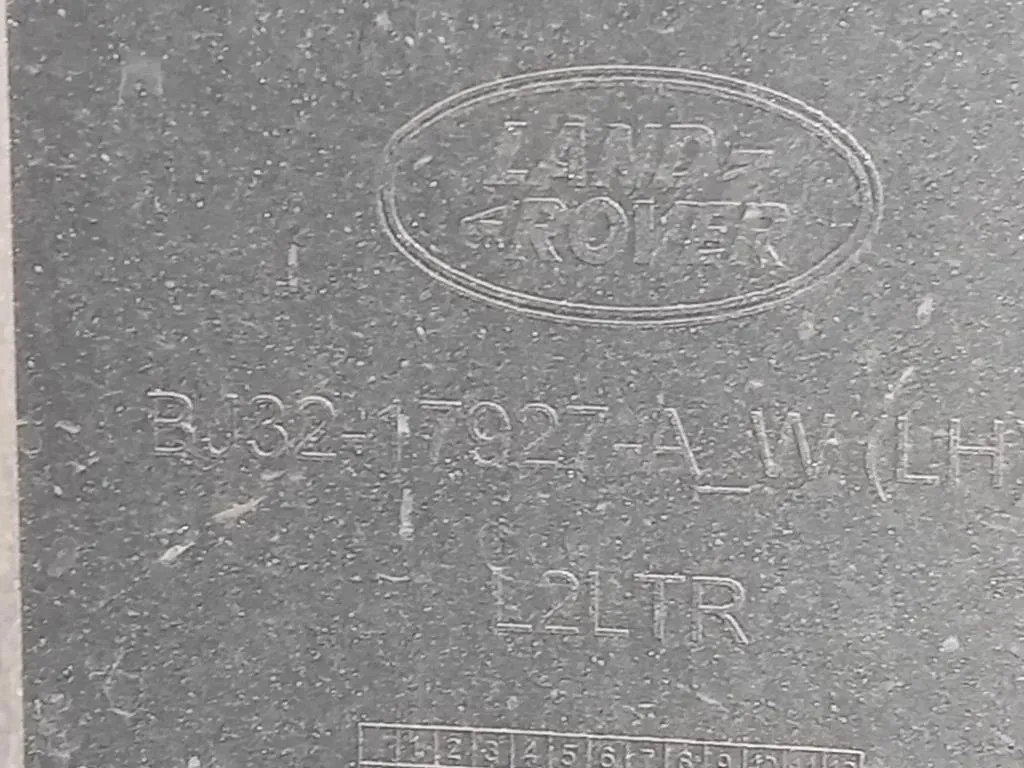 LAND
ROVER
BJ32-17927-A_W (LH)
L2LTR
1 2 3 4 5 6 7 8 9 10 11 12